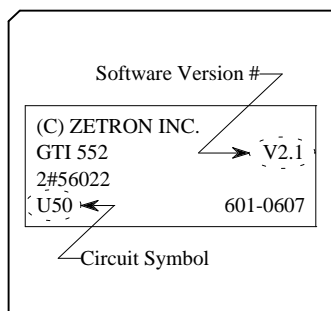 Software Version #
(C) ZETRON INC.
GTI 552 V2.1
2#56022
U50 601-0607
Circuit Symbol